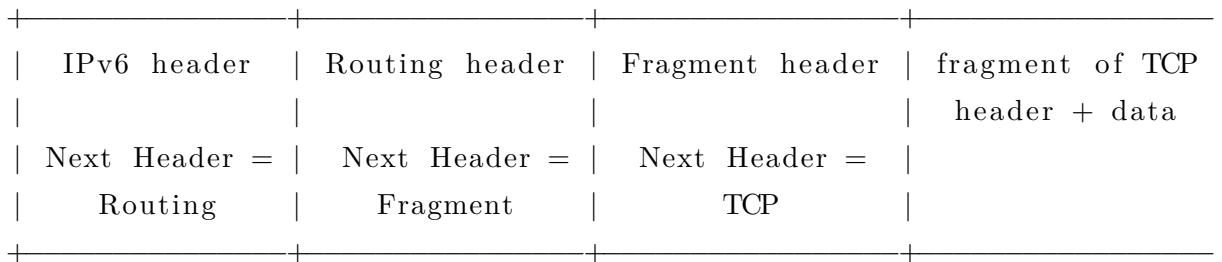 +---------------+----------------+------------------+-----------------
| IPv6 header | Routing header | Fragment header | fragment of TCP
| | | | header + data
| Next Header = | Next Header = | Next Header = |
| Routing | Fragment | TCP |
+---------------+----------------+------------------+-----------------